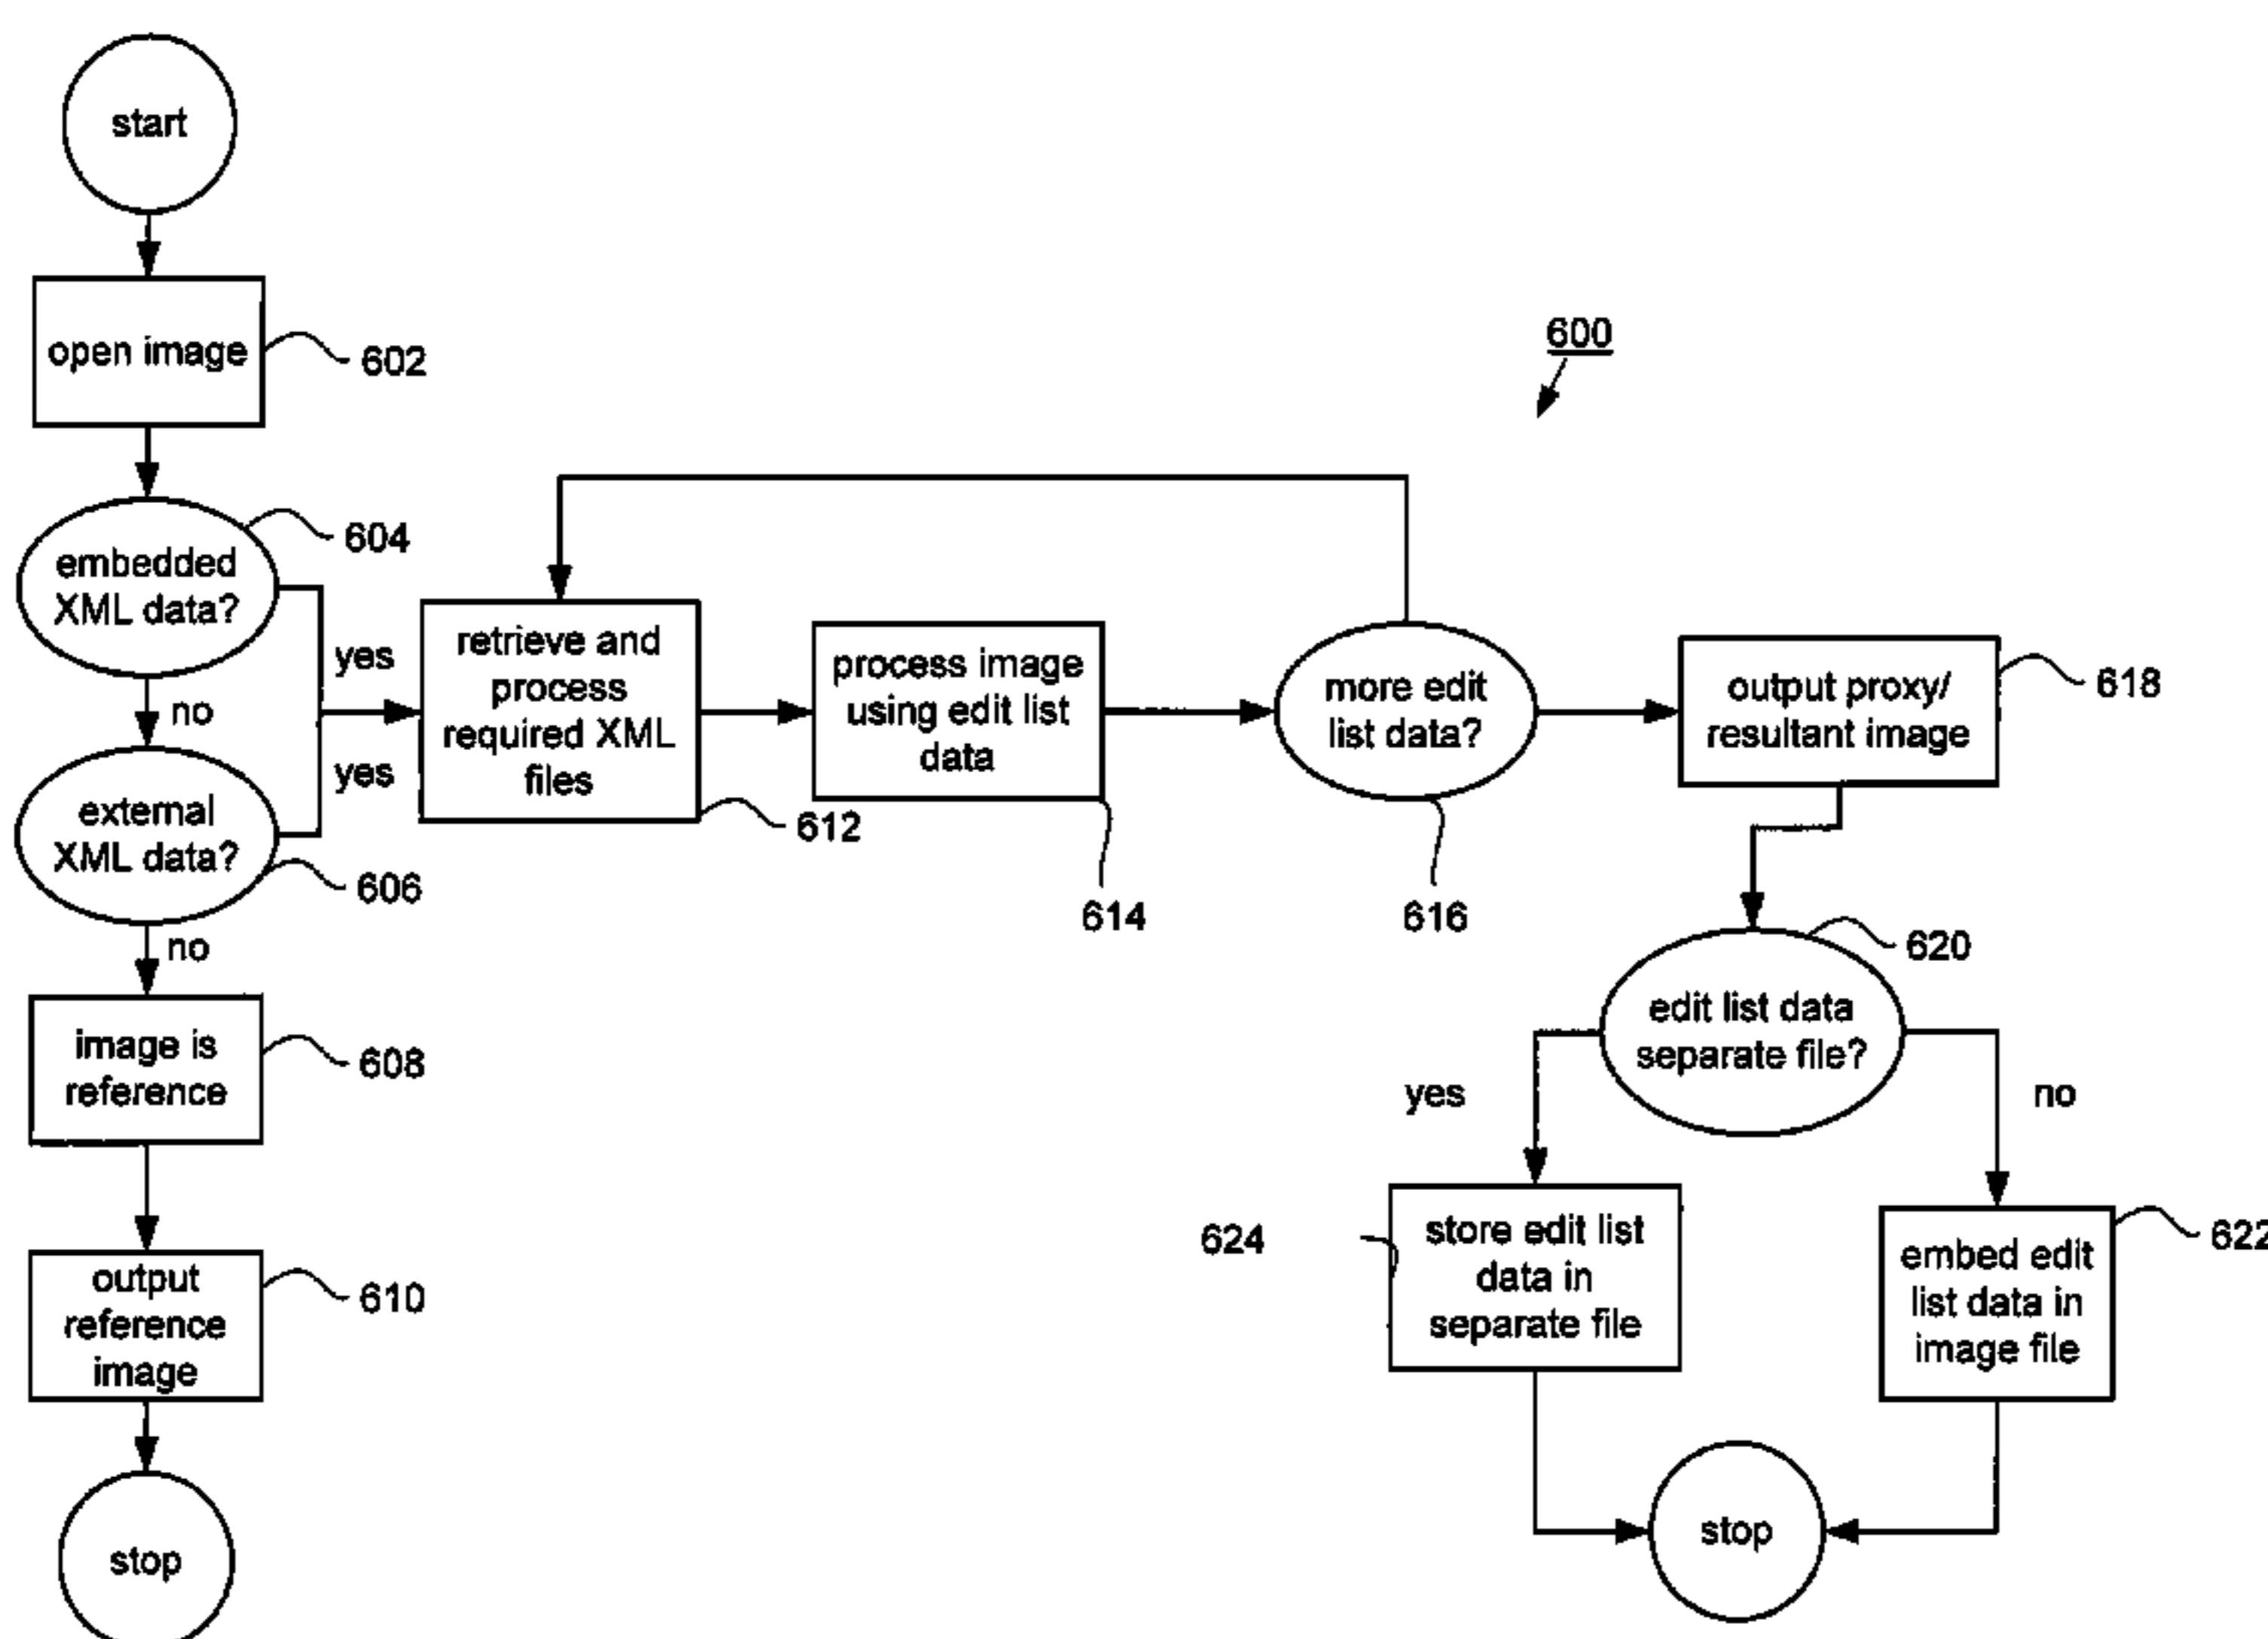 start
open image
602
600
embedded
XML data?
604
no
yes
external
XML data?
606
yes
no
image is
reference
608
output
reference
image
610
stop
retrieve and
process
required XML
files
612
process image
using edit list
data
614
more edit
list data?
616
output proxy/
resultant image
618
edit list data
separate file?
620
yes
no
store edit list
data in
separate file
624
embed edit
list data in
image file
622
stop